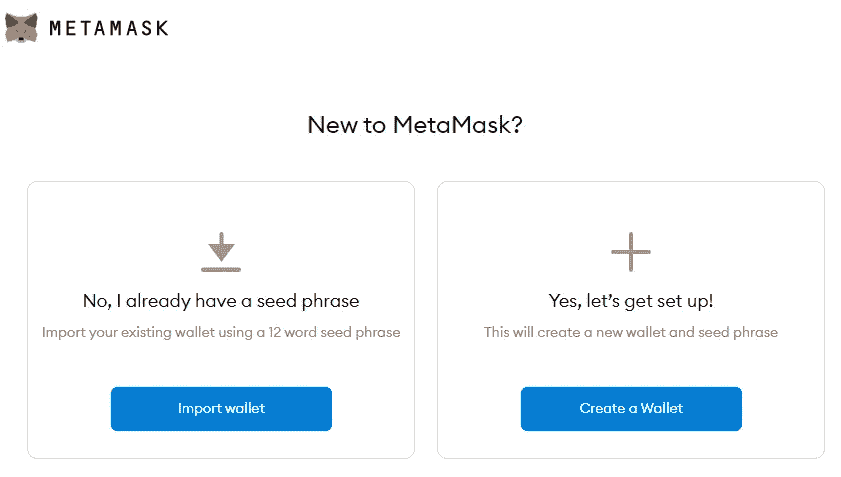 METAMASK
New to MetaMask?
No, I already have a seed phrase
Import your existing wallet using a 12 word seed phrase
Import wallet
Yes, let's get set up!
This will create a new wallet and seed phrase
Create a Wallet